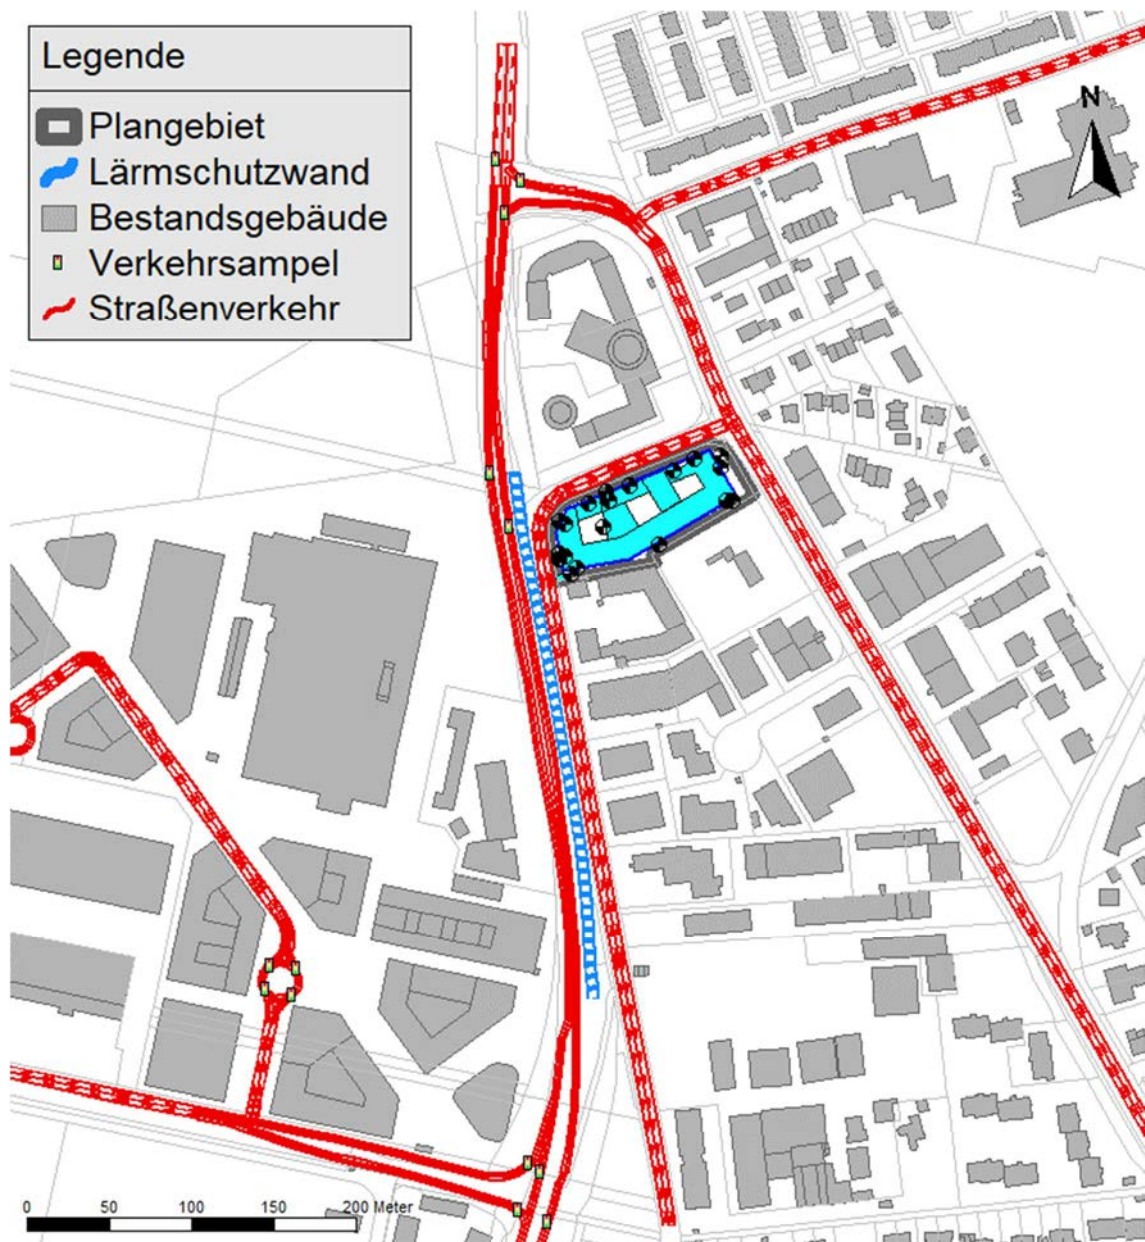 Legende
Plangebiet
Lärmschutzwand
Bestandsgebäude
Verkehrsampel
Straßenverkehr
N
0 50 100 150 200 Meter